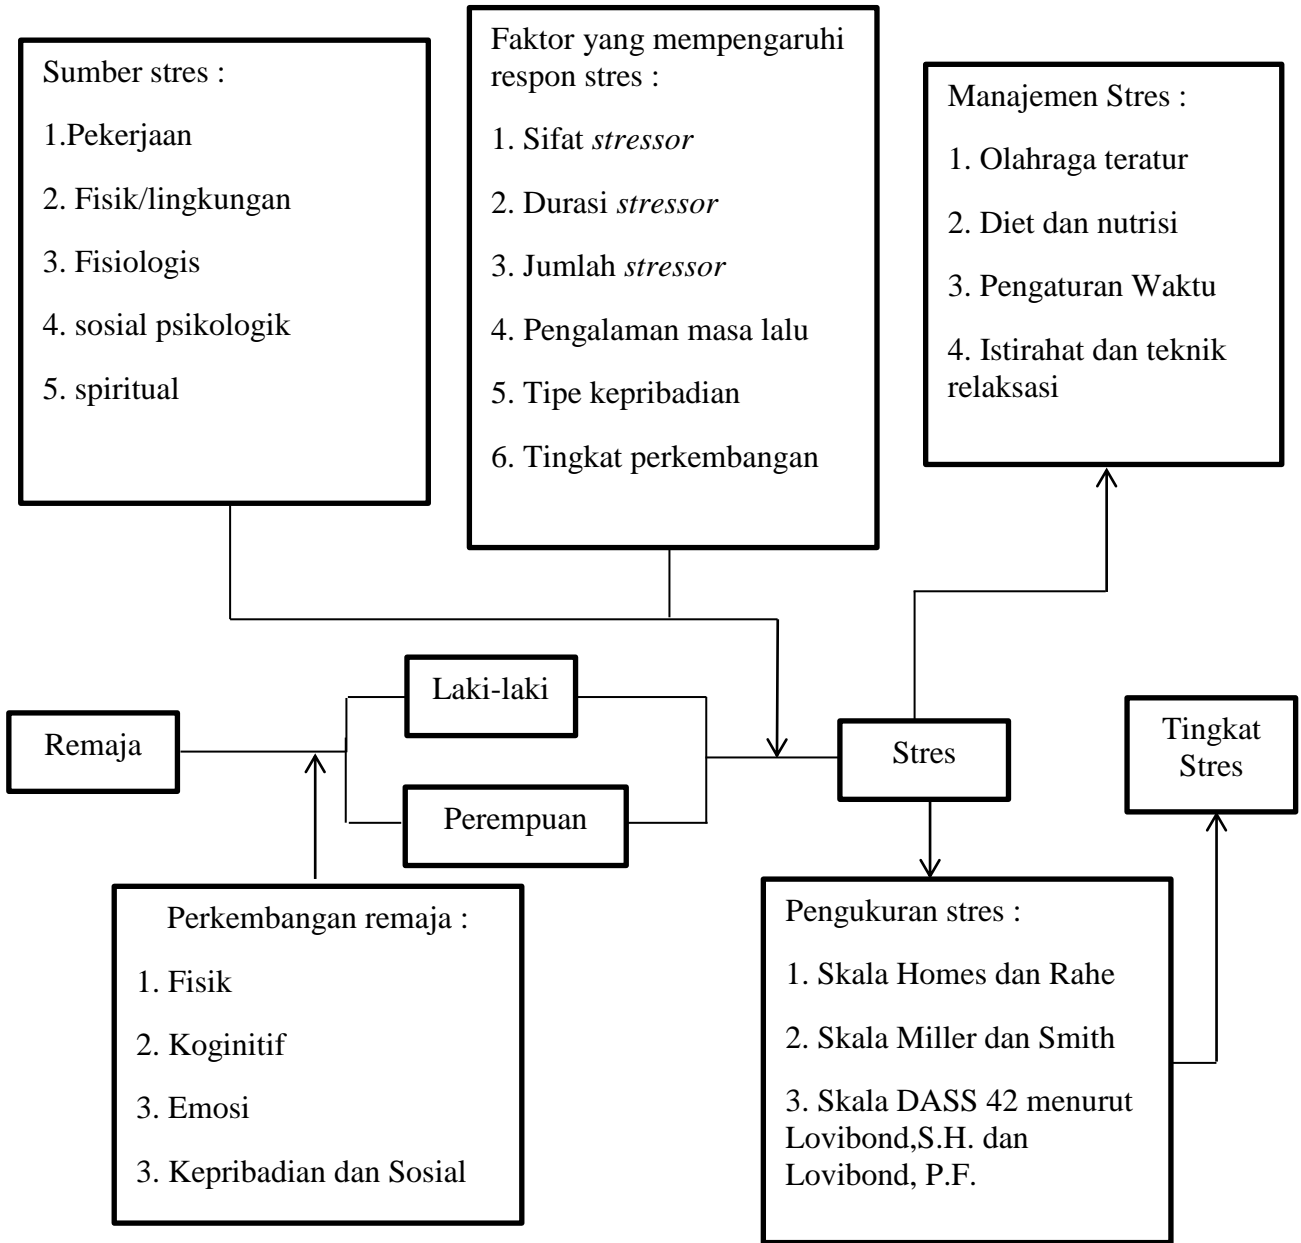 Sumber stres :
1.Pekerjaan
2. Fisik/lingkungan
3. Fisiologis
4. sosial psikologik
5. spiritual
Faktor yang mempengaruhi
respon stres :
1. Sifat stressor
2. Durasi stressor
3. Jumlah stressor
4. Pengalaman masa lalu
5. Tipe kepribadian
6. Tingkat perkembangan
Manajemen Stres :
1. Olahraga teratur
2. Diet dan nutrisi
3. Pengaturan Waktu
4. Istirahat dan teknik
relaksasi
Remaja
Laki-laki
Perempuan
Stres
Tingkat
Stres
Perkembangan remaja :
1. Fisik
2. Koginitif
3. Emosi
3. Kepribadian dan Sosial
Pengukuran stres :
1. Skala Homes dan Rahe
2. Skala Miller dan Smith
3. Skala DASS 42 menurut
Lovibond,S.H. dan
Lovibond, P.F.